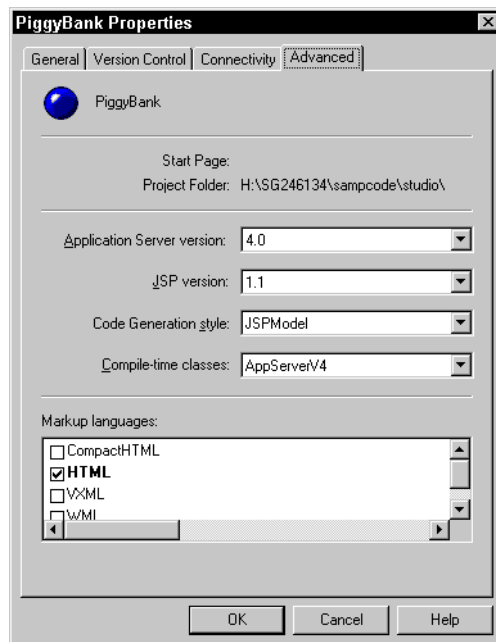 PiggyBank Properties
General Version Control Connectivity Advanced
PiggyBank
Start Page:
Project Folder: H:\SG246134\sampcode\studio\
Application Server version: 4.0
JSP version: 1.1
Code Generation style: JSPModel
Compile-time classes: AppServerV4
Markup languages:
CompactHTML
HTML
VXML
WML
OK Cancel Help